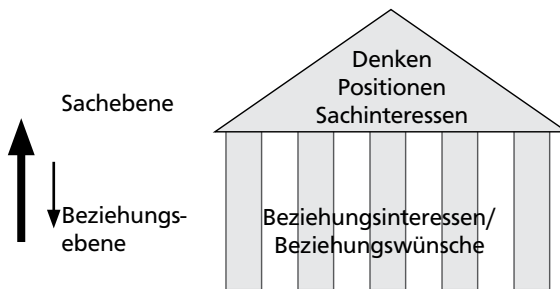 Denken
Positionen
Sachinteressen
Sachebene
Beziehungs-
ebene
Beziehungsinteressen/
Beziehungswünsche